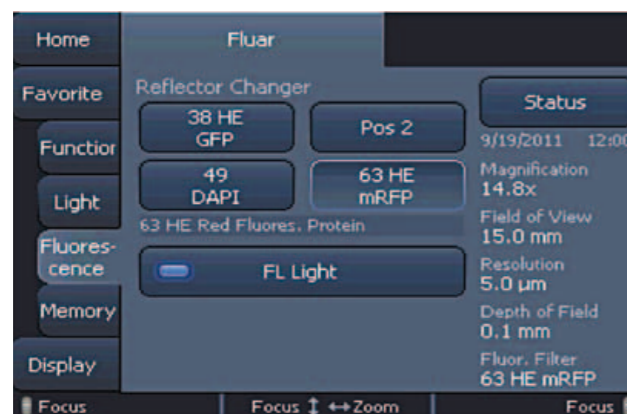 Home
Fluar
Favorite
Function
Light
Fluores-
cence
Memory
Display
Reflector Changer
38 HE
GFP
Pos 2
49
DAPI
63 HE
mRFP
63 HE Red Fluores. Protein
FL Light
Status
9/19/2011 12:00
Magnification
14.8x
Field of View
15.0 mm
Resolution
5.0 µm
Depth of Field
0.1 mm
Fluor. Filter
63 HE mRFP
Focus
Focus ↕ ↔ Zoom
Focus